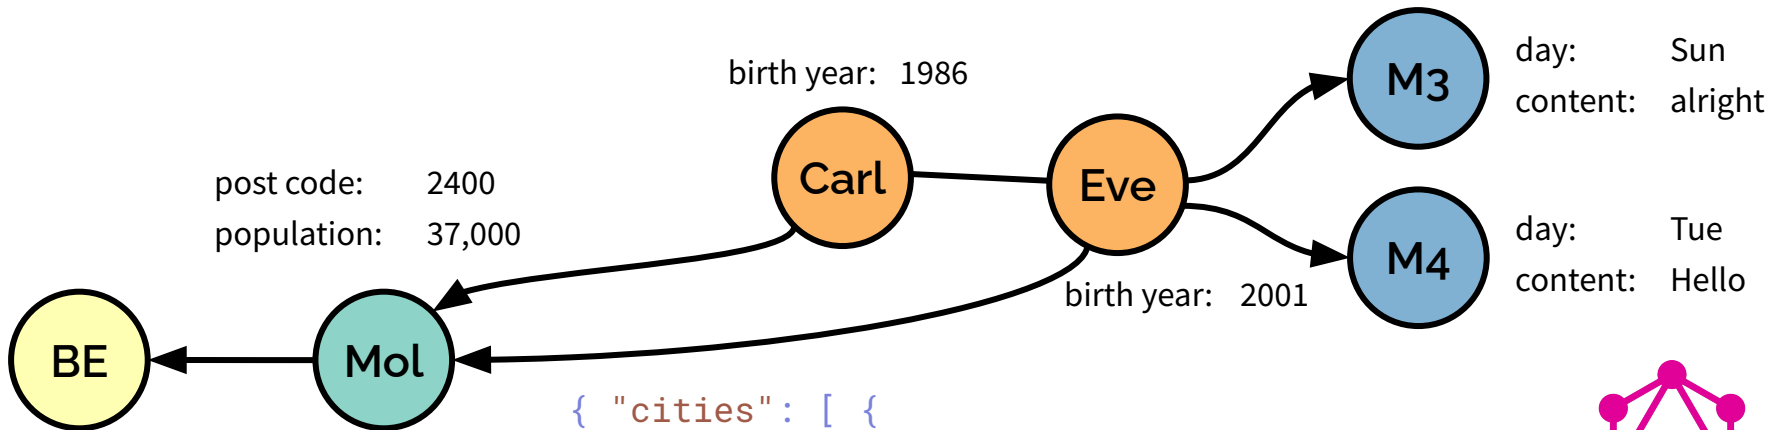 day: Sun
birth year: 1986
M3
content: alright
Carl
Eve
post code: 2400
population: 37,000
day: Tue
M4
content: Hello
birth year: 2001
BE
Mol
{ "cities": [ {